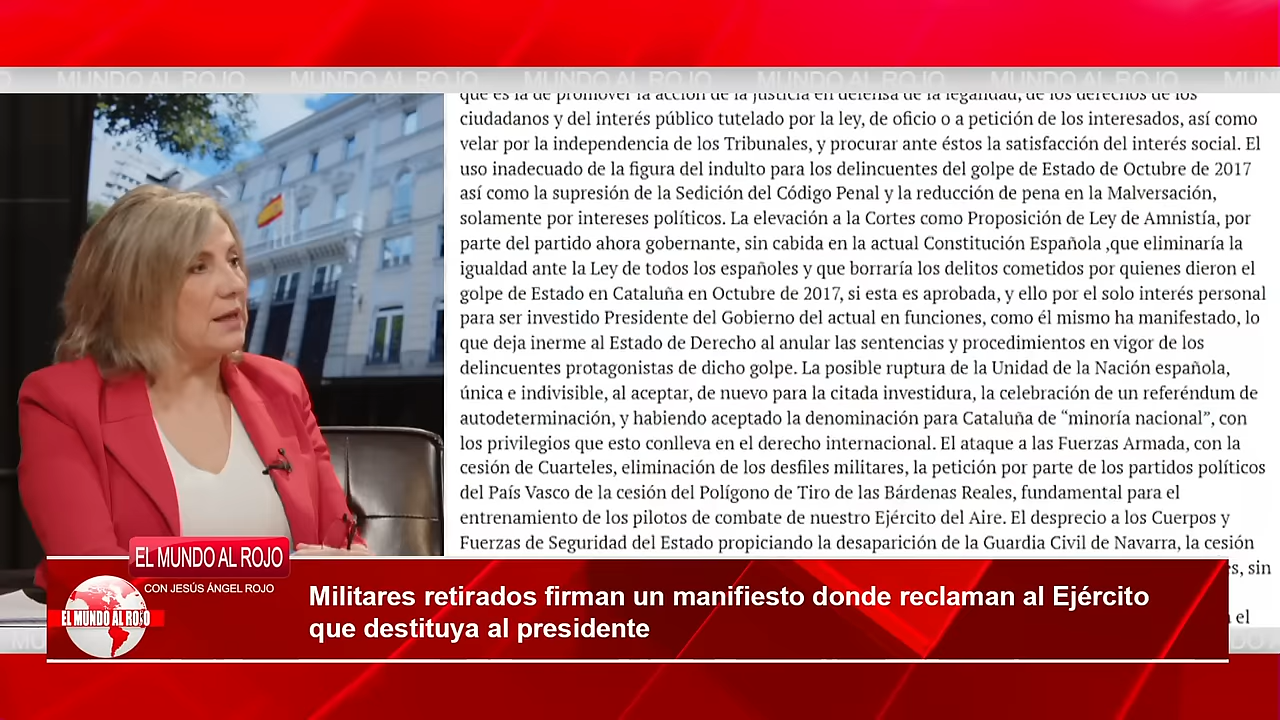 MUNDO AL ROJO MUNDO AL ROJO MUNDO AL ROJO MUNDO AL ROJO MUNDO AL ROJO MUN
que es la de promover la acción de la Justicia en defensa de la legalidad, de los derechos de los
ciudadanos y del interés público tutelado por la ley, de oficio o a petición de los interesados, así como
velar por la independencia de los Tribunales, y procurar ante éstos la satisfacción del interés social. El
uso inadecuado de la figura del indulto para los delincuentes del golpe de Estado de Octubre de 2017
así como la supresión de la Sedición del Código Penal y la reducción de pena en la Malversación,
solamente por intereses políticos. La elevación a la Cortes como Proposición de Ley de Amnistía, por
parte del partido ahora gobernante, sin cabida en la actual Constitución Española ,que eliminaría la
igualdad ante la Ley de todos los españoles y que borraría los delitos cometidos por quienes dieron el
golpe de Estado en Cataluña en Octubre de 2017, si esta es aprobada, y ello por el solo interés personal
para ser investido Presidente del Gobierno del actual en funciones, como él mismo ha manifestado, lo
que deja inerme al Estado de Derecho al anular las sentencias y procedimientos en vigor de los
delincuentes protagonistas de dicho golpe. La posible ruptura de la Unidad de la Nación española,
única e indivisible, al aceptar, de nuevo para la citada investidura, la celebración de un referéndum de
autodeterminación, y habiendo aceptado la denominación para Cataluña de “minoría nacional”, con
los privilegios que esto conlleva en el derecho internacional. El ataque a las Fuerzas Armada, con la
cesión de Cuarteles, eliminación de los desfiles militares, la petición por parte de los partidos políticos
del País Vasco de la cesión del Polígono de Tiro de las Bárdenas Reales, fundamental para el
entrenamiento de los pilotos de combate de nuestro Ejército del Aire. El desprecio a los Cuerpos y
Fuerzas de Seguridad del Estado propiciando la desaparición de la Guardia Civil de Navarra, la cesión
s, sin
el
EL MUNDO AL ROJO
CON JESÚS ÁNGEL ROJO
EL MUNDO AL ROJO
Militares retirados firman un manifiesto donde reclaman al Ejército
que destituya al presidente